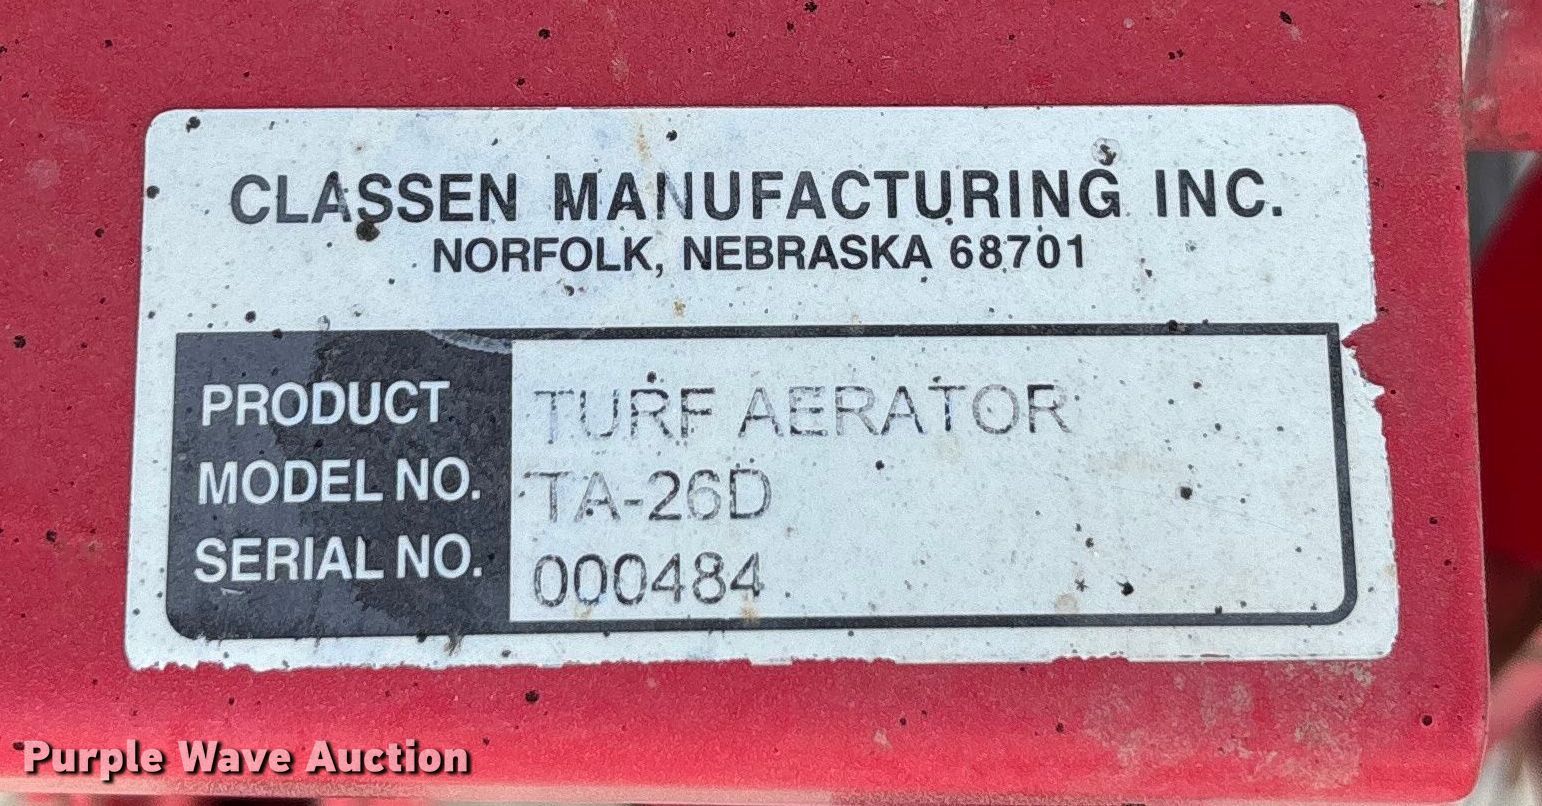 CLASSEN MANUFACTURING INC.
NORFOLK, NEBRASKA 68701
PRODUCT TURF AERATOR
MODEL NO. TA-26D
SERIAL NO. 000484
Purple Wave Auction